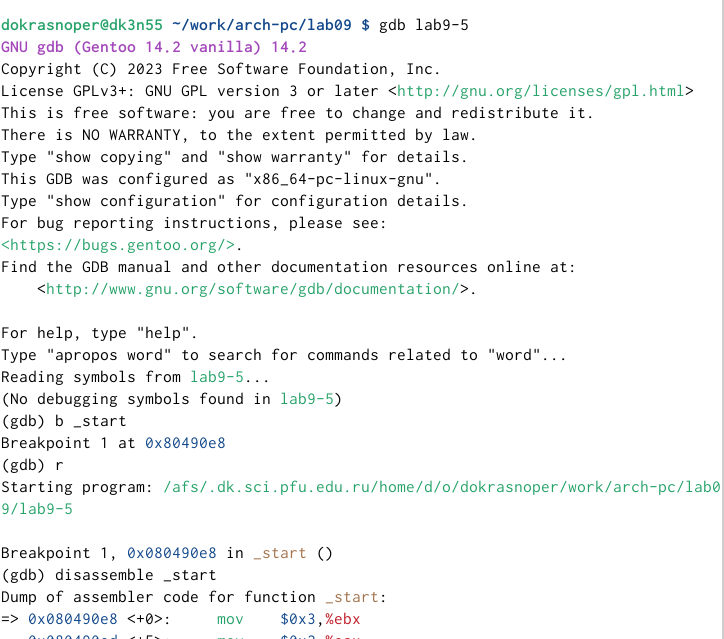 dokrasnoper@dk3n55 ~/work/arch-pc/lab09 $ gdb lab9-5
GNU gdb (Gentoo 14.2 vanilla) 14.2
Copyright (C) 2023 Free Software Foundation, Inc.
License GPLv3+: GNU GPL version 3 or later <http://gnu.org/licenses/gpl.html>
This is free software: you are free to change and redistribute it.
There is NO WARRANTY, to the extent permitted by law.
Type "show copying" and "show warranty" for details.
This GDB was configured as "x86_64-pc-linux-gnu".
Type "show configuration" for configuration details.
For bug reporting instructions, please see:
<https://bugs.gentoo.org/>.
Find the GDB manual and other documentation resources online at:
    <http://www.gnu.org/software/gdb/documentation/>.

For help, type "help".
Type "apropos word" to search for commands related to "word"...
Reading symbols from lab9-5...
(No debugging symbols found in lab9-5)
(gdb) b _start
Breakpoint 1 at 0x80490e8
(gdb) r
Starting program: /afs/.dk.sci.pfu.edu.ru/home/d/o/dokrasnoper/work/arch-pc/lab0
9/lab9-5

Breakpoint 1, 0x080490e8 in _start ()
(gdb) disassemble _start
Dump of assembler code for function _start:
=> 0x080490e8 <+0>:     mov    $0x3,%ebx